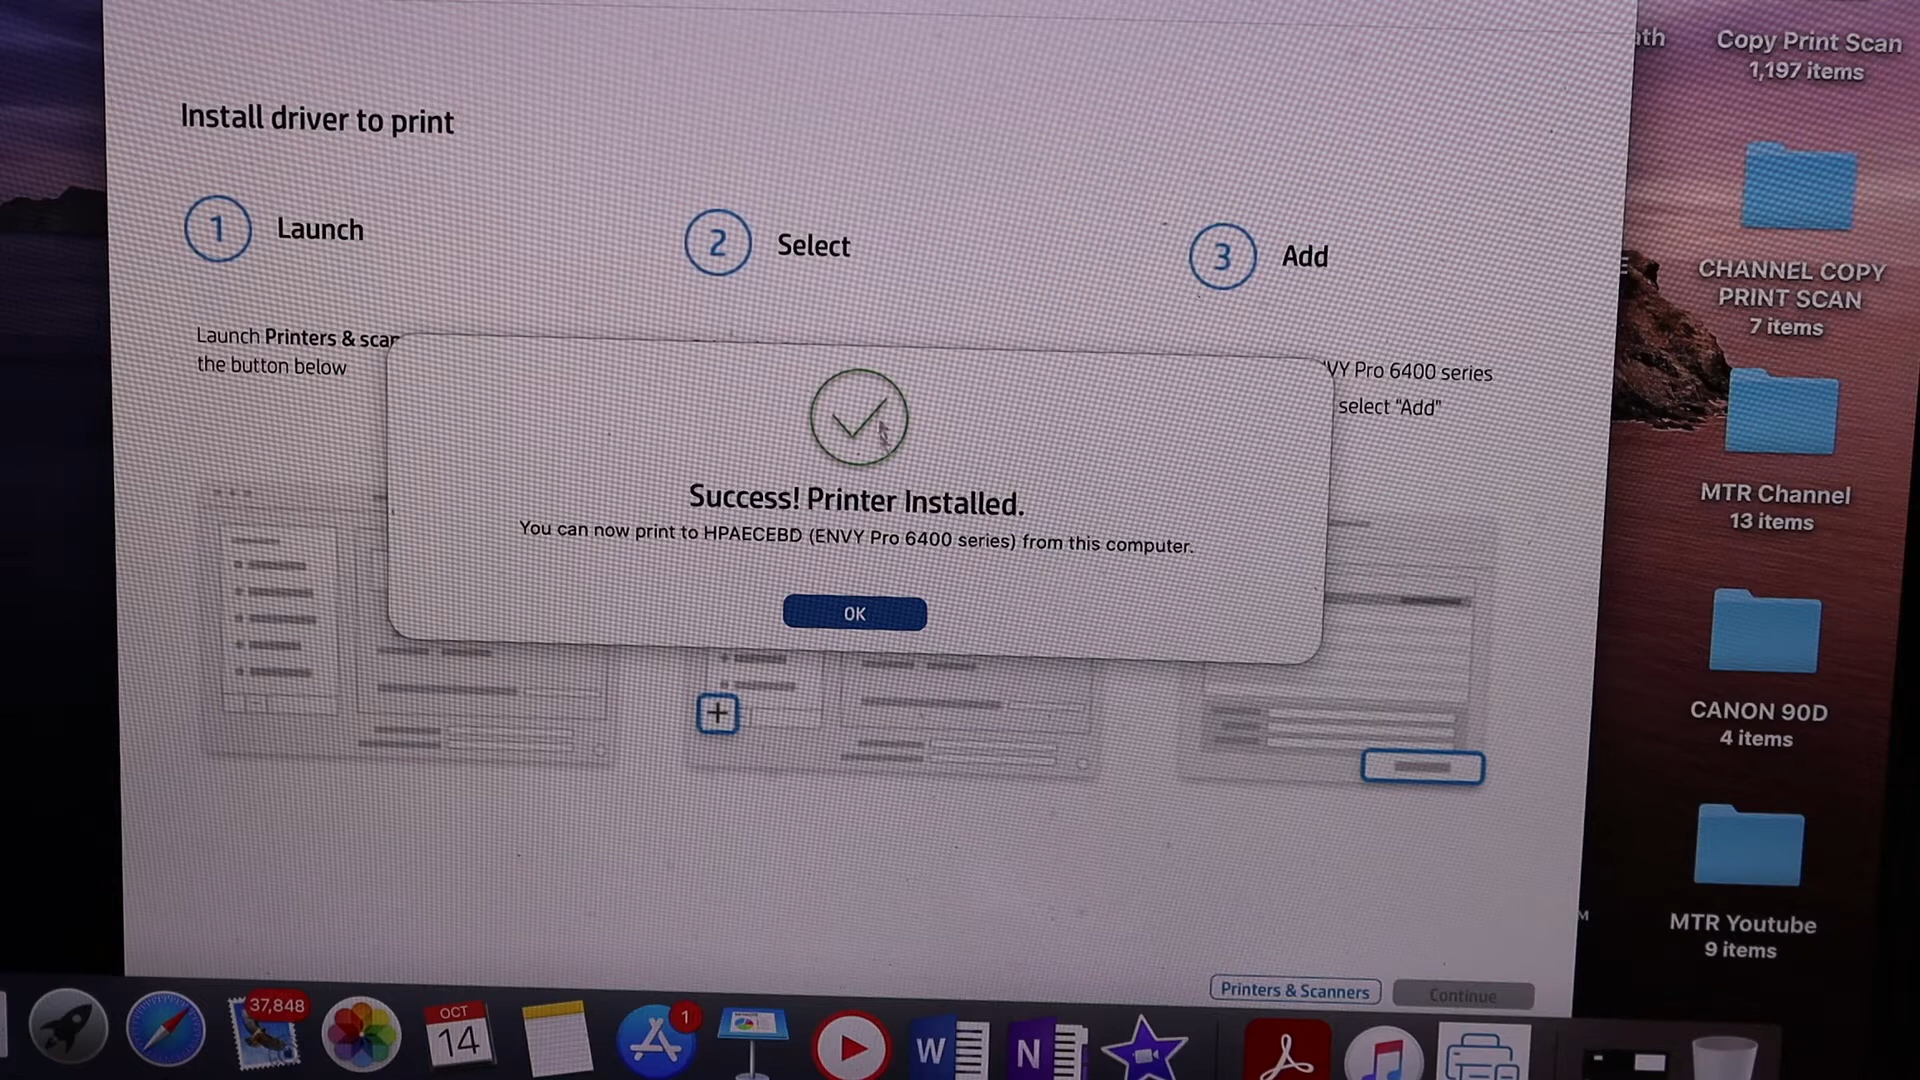 Install driver to print
1 Launch
2 Select
3 Add
Launch Printers & scan
the button below
VY Pro 6400 series
select "Add"
Success! Printer Installed.
You can now print to HPAECEBD (ENVY Pro 6400 series) from this computer.
OK
Printers & Scanners
Continue
th
Copy Print Scan
1,197 items
CHANNEL COPY
PRINT SCAN
7 items
MTR Channel
13 items
CANON 90D
4 items
MTR Youtube
9 items
37,848
OCT
14
1
W
N